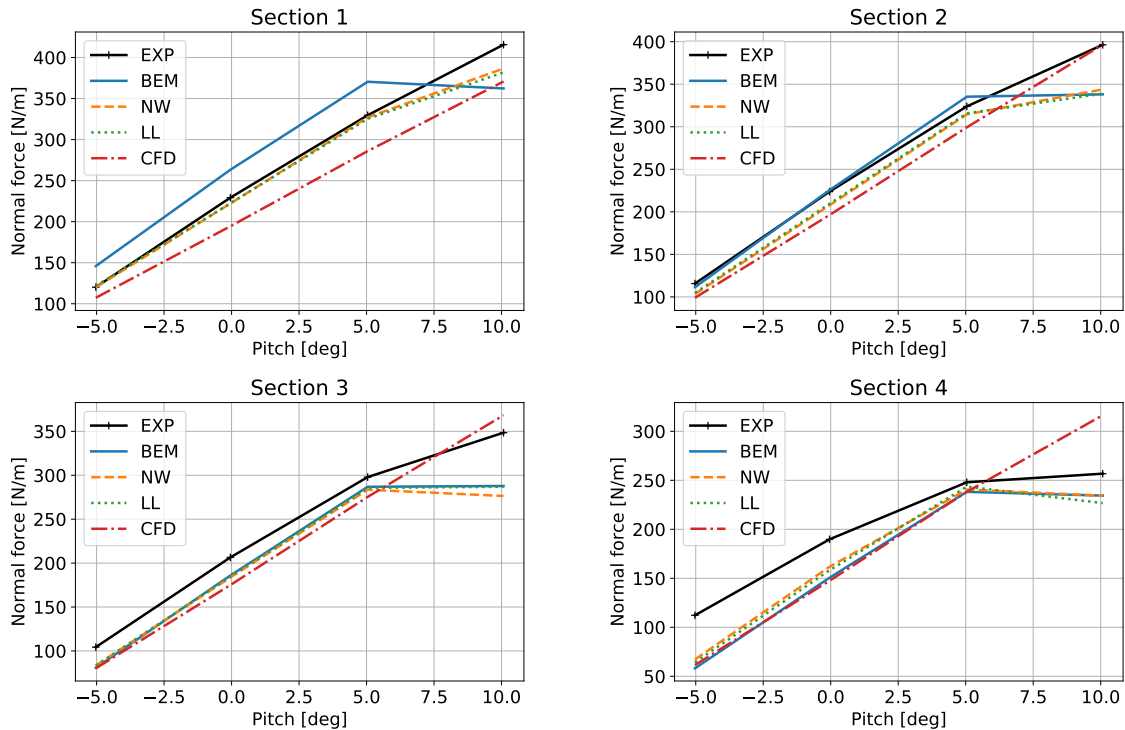 Section 1
Normal force [N/m]
400
350
300
250
200
150
100
EXP
BEM
NW
LL
CFD
−5.0 −2.5 0.0 2.5 5.0 7.5 10.0
Pitch [deg]
Section 2
Normal force [N/m]
400
350
300
250
200
150
100
EXP
BEM
NW
LL
CFD
−5.0 −2.5 0.0 2.5 5.0 7.5 10.0
Pitch [deg]
Section 3
Normal force [N/m]
350
300
250
200
150
100
EXP
BEM
NW
LL
CFD
−5.0 −2.5 0.0 2.5 5.0 7.5 10.0
Pitch [deg]
Section 4
Normal force [N/m]
300
250
200
150
100
50
EXP
BEM
NW
LL
CFD
−5.0 −2.5 0.0 2.5 5.0 7.5 10.0
Pitch [deg]